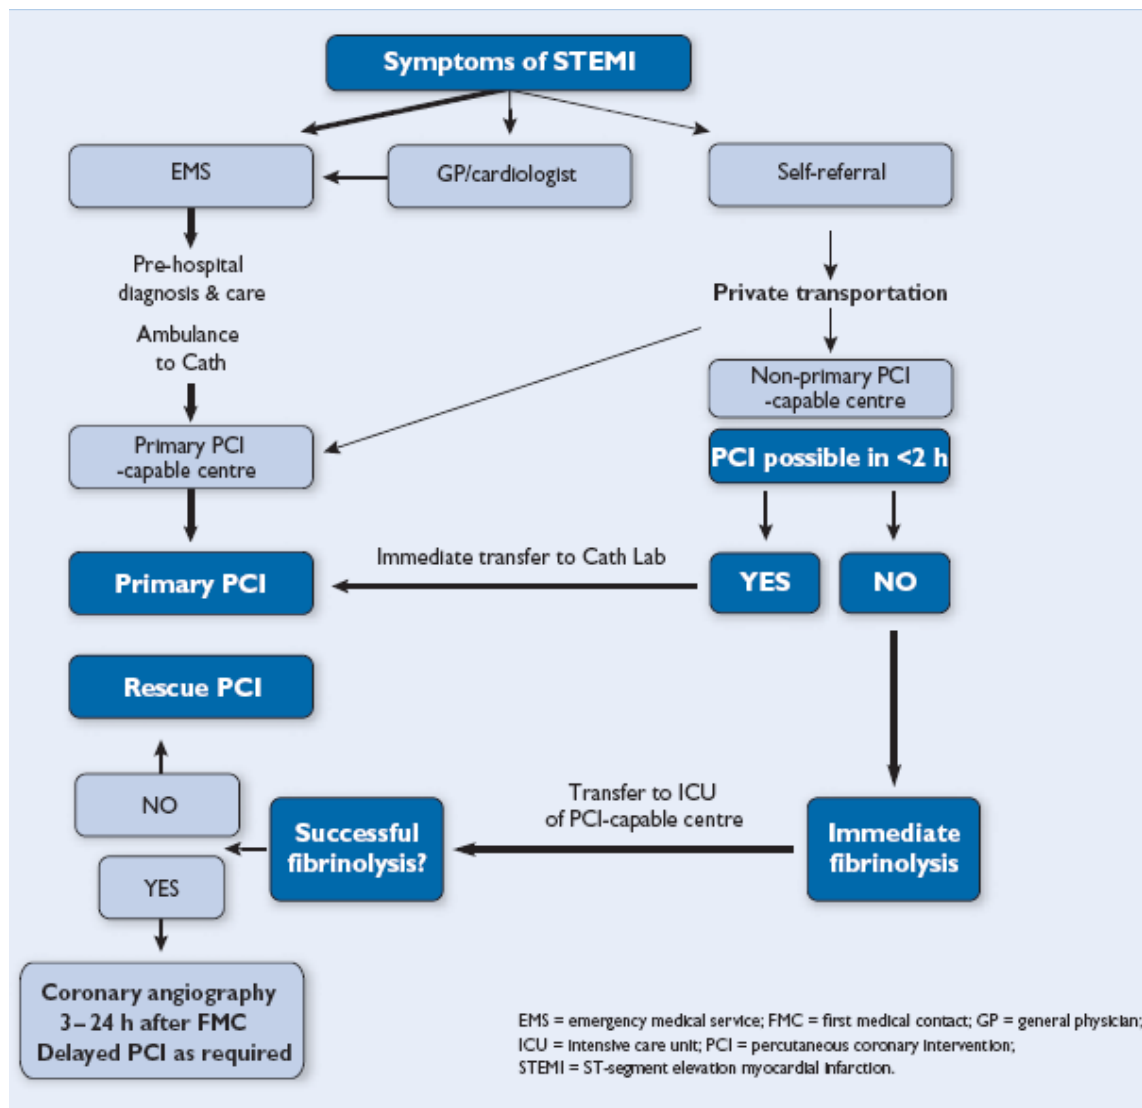 Symptoms of STEMI
EMS
GP/cardiologist
Self-referral
Pre-hospital
diagnosis & care
Private transportation
Ambulance
to Cath
Non-primary PCI
-capable centre
Primary PCI
-capable centre
PCI possible in <2 h
Immediate transfer to Cath Lab
Primary PCI
YES
NO
Rescue PCI
NO
Transfer to ICU
of PCI-capable centre
Successful
fibrinolysis?
Immediate
fibrinolysis
YES
Coronary angiography
3–24 h after FMC
Delayed PCI as required
EMS = emergency medical service; FMC = first medical contact; GP = general physician;
ICU = intensive care unit; PCI = percutaneous coronary intervention;
STEMI = ST-segment elevation myocardial infarction.